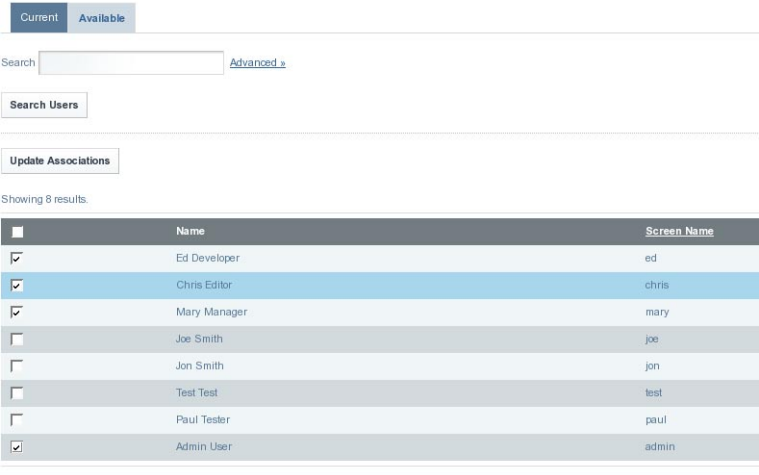 Current Available
Search Advanced »
Search Users
Update Associations
Showing 8 results.
Name Screen Name
Ed Developer ed
Chris Editor chris
Mary Manager mary
Joe Smith joe
Jon Smith jon
Test Test test
Paul Tester paul
Admin User admin